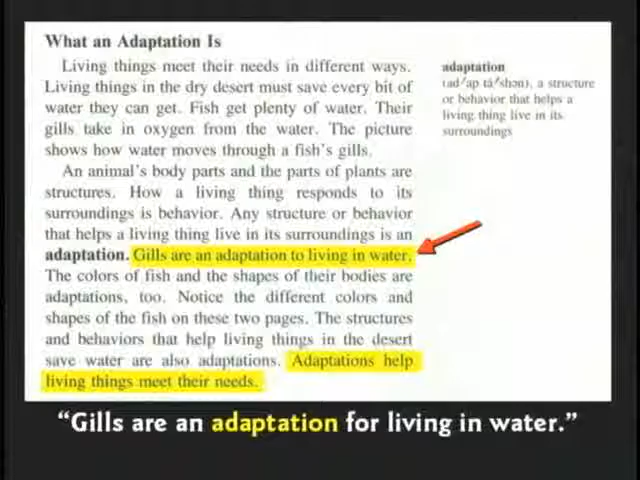 What an Adaptation Is
Living things meet their needs in different ways.
Living things in the dry desert must save every bit of
water they can get. Fish get plenty of water. Their
gills take in oxygen from the water. The picture
shows how water moves through a fish's gills.
An animal's body parts and the parts of plants are
structures. How a living thing responds to its
surroundings is behavior. Any structure or behavior
that helps a living thing live in its surroundings is an
adaptation. Gills are an adaptation to living in water.
The colors of fish and the shapes of their bodies are
adaptations, too. Notice the different colors and
shapes of the fish on these two pages. The structures
and behaviors that help living things in the desert
save water are also adaptations. Adaptations help
living things meet their needs.
adaptation
(ad′ap tā′shən), a structure
or behavior that helps a
living thing live in its
surroundings
“Gills are an adaptation for living in water.”